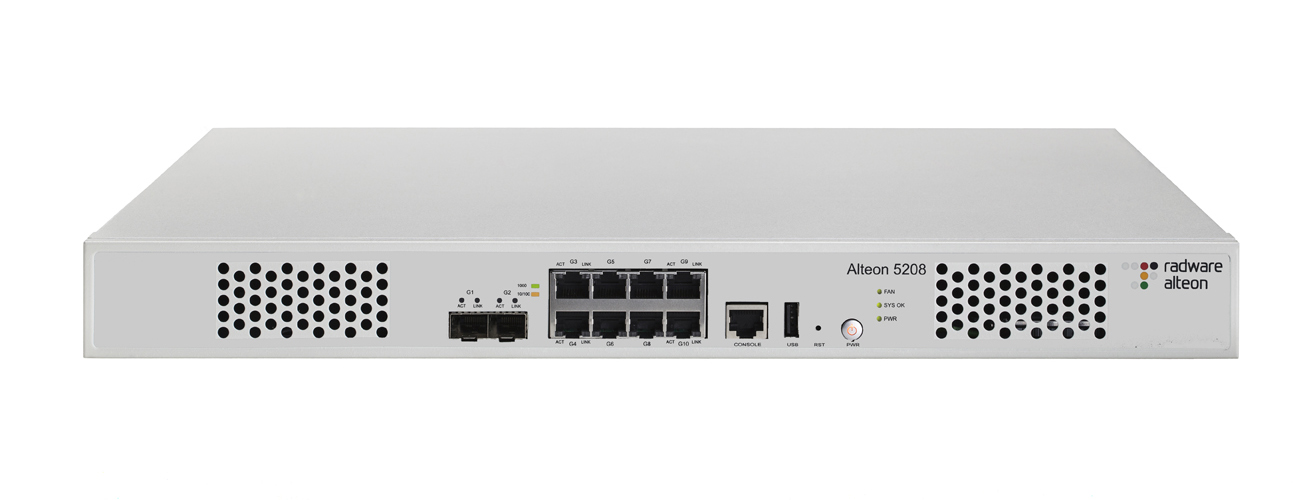 ACT G3 LINK G5 G7 ACT G9 LINK
Alteon 5208
radware
alteon
1000
10/100
G1 G2
ACT LINK ACT LINK
FAN
SYS OK
PWR
ACT G4 LINK G6 G8 ACT G10 LINK
CONSOLE USB RST PWR